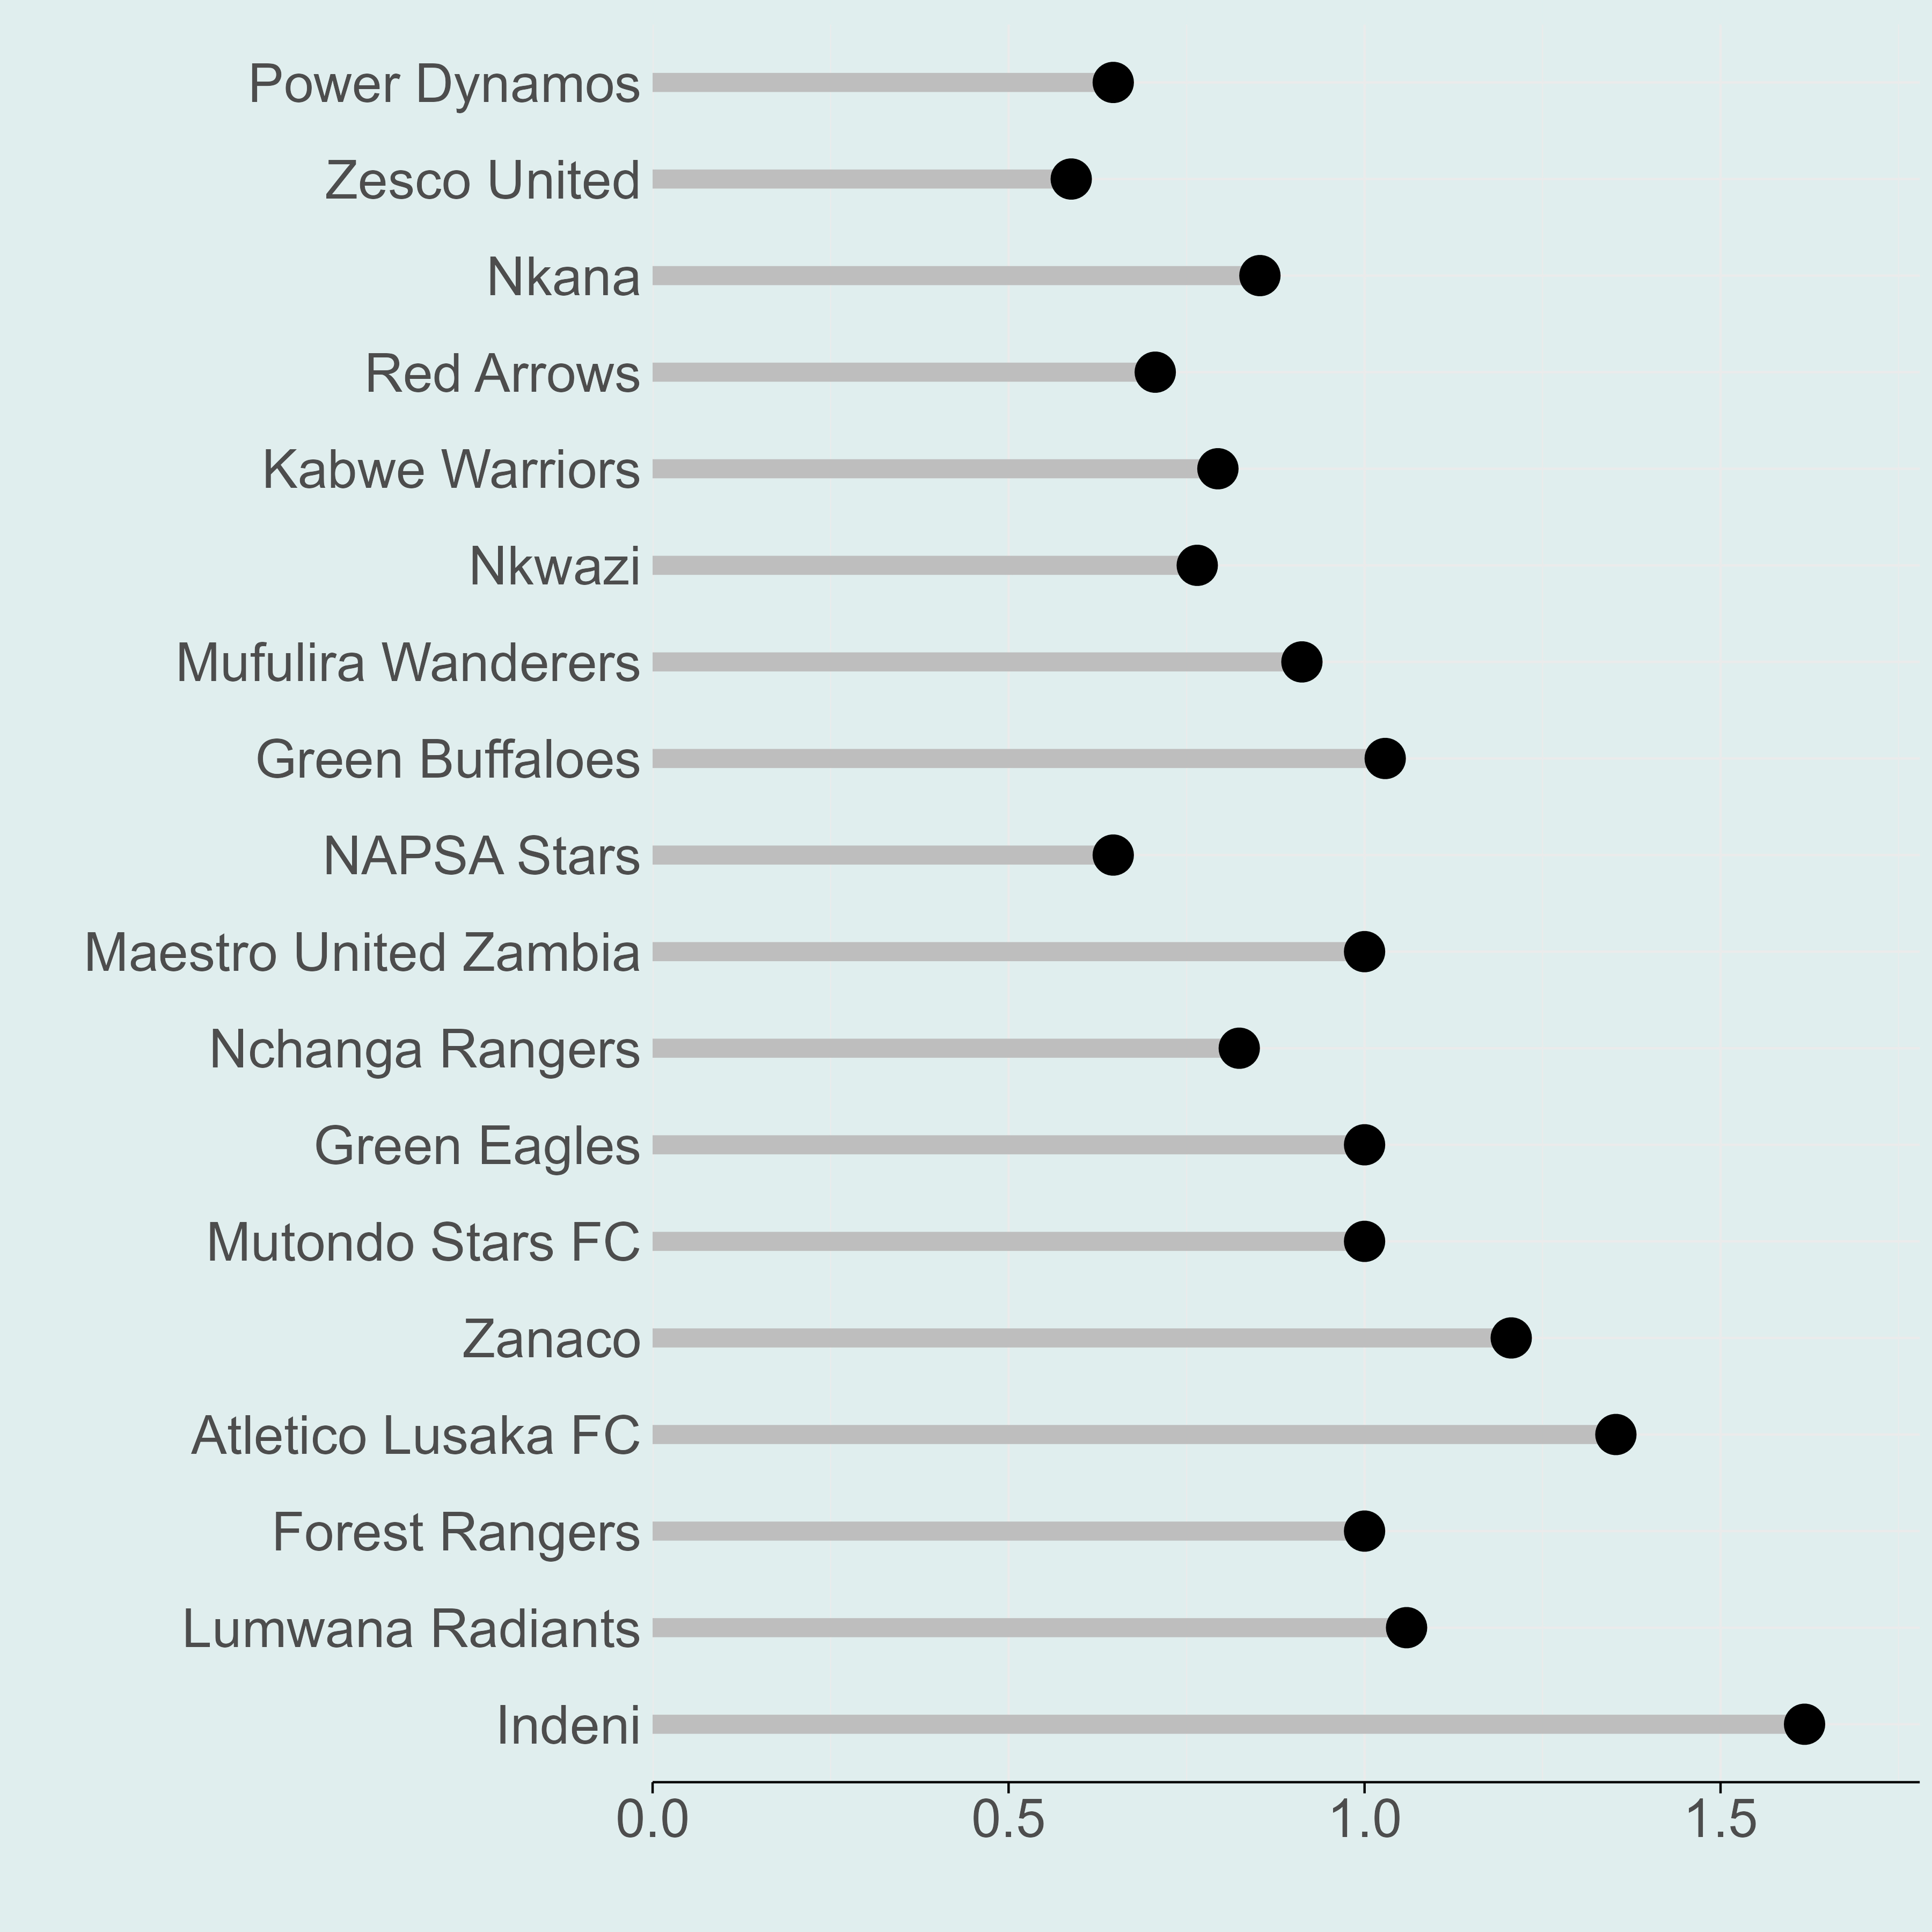 Power Dynamos
Zesco United
Nkana
Red Arrows
Kabwe Warriors
Nkwazi
Mufulira Wanderers
Green Buffaloes
NAPSA Stars
Maestro United Zambia
Nchanga Rangers
Green Eagles
Mutondo Stars FC
Zanaco
Atletico Lusaka FC
Forest Rangers
Lumwana Radiants
Indeni
0.0 0.5 1.0 1.5